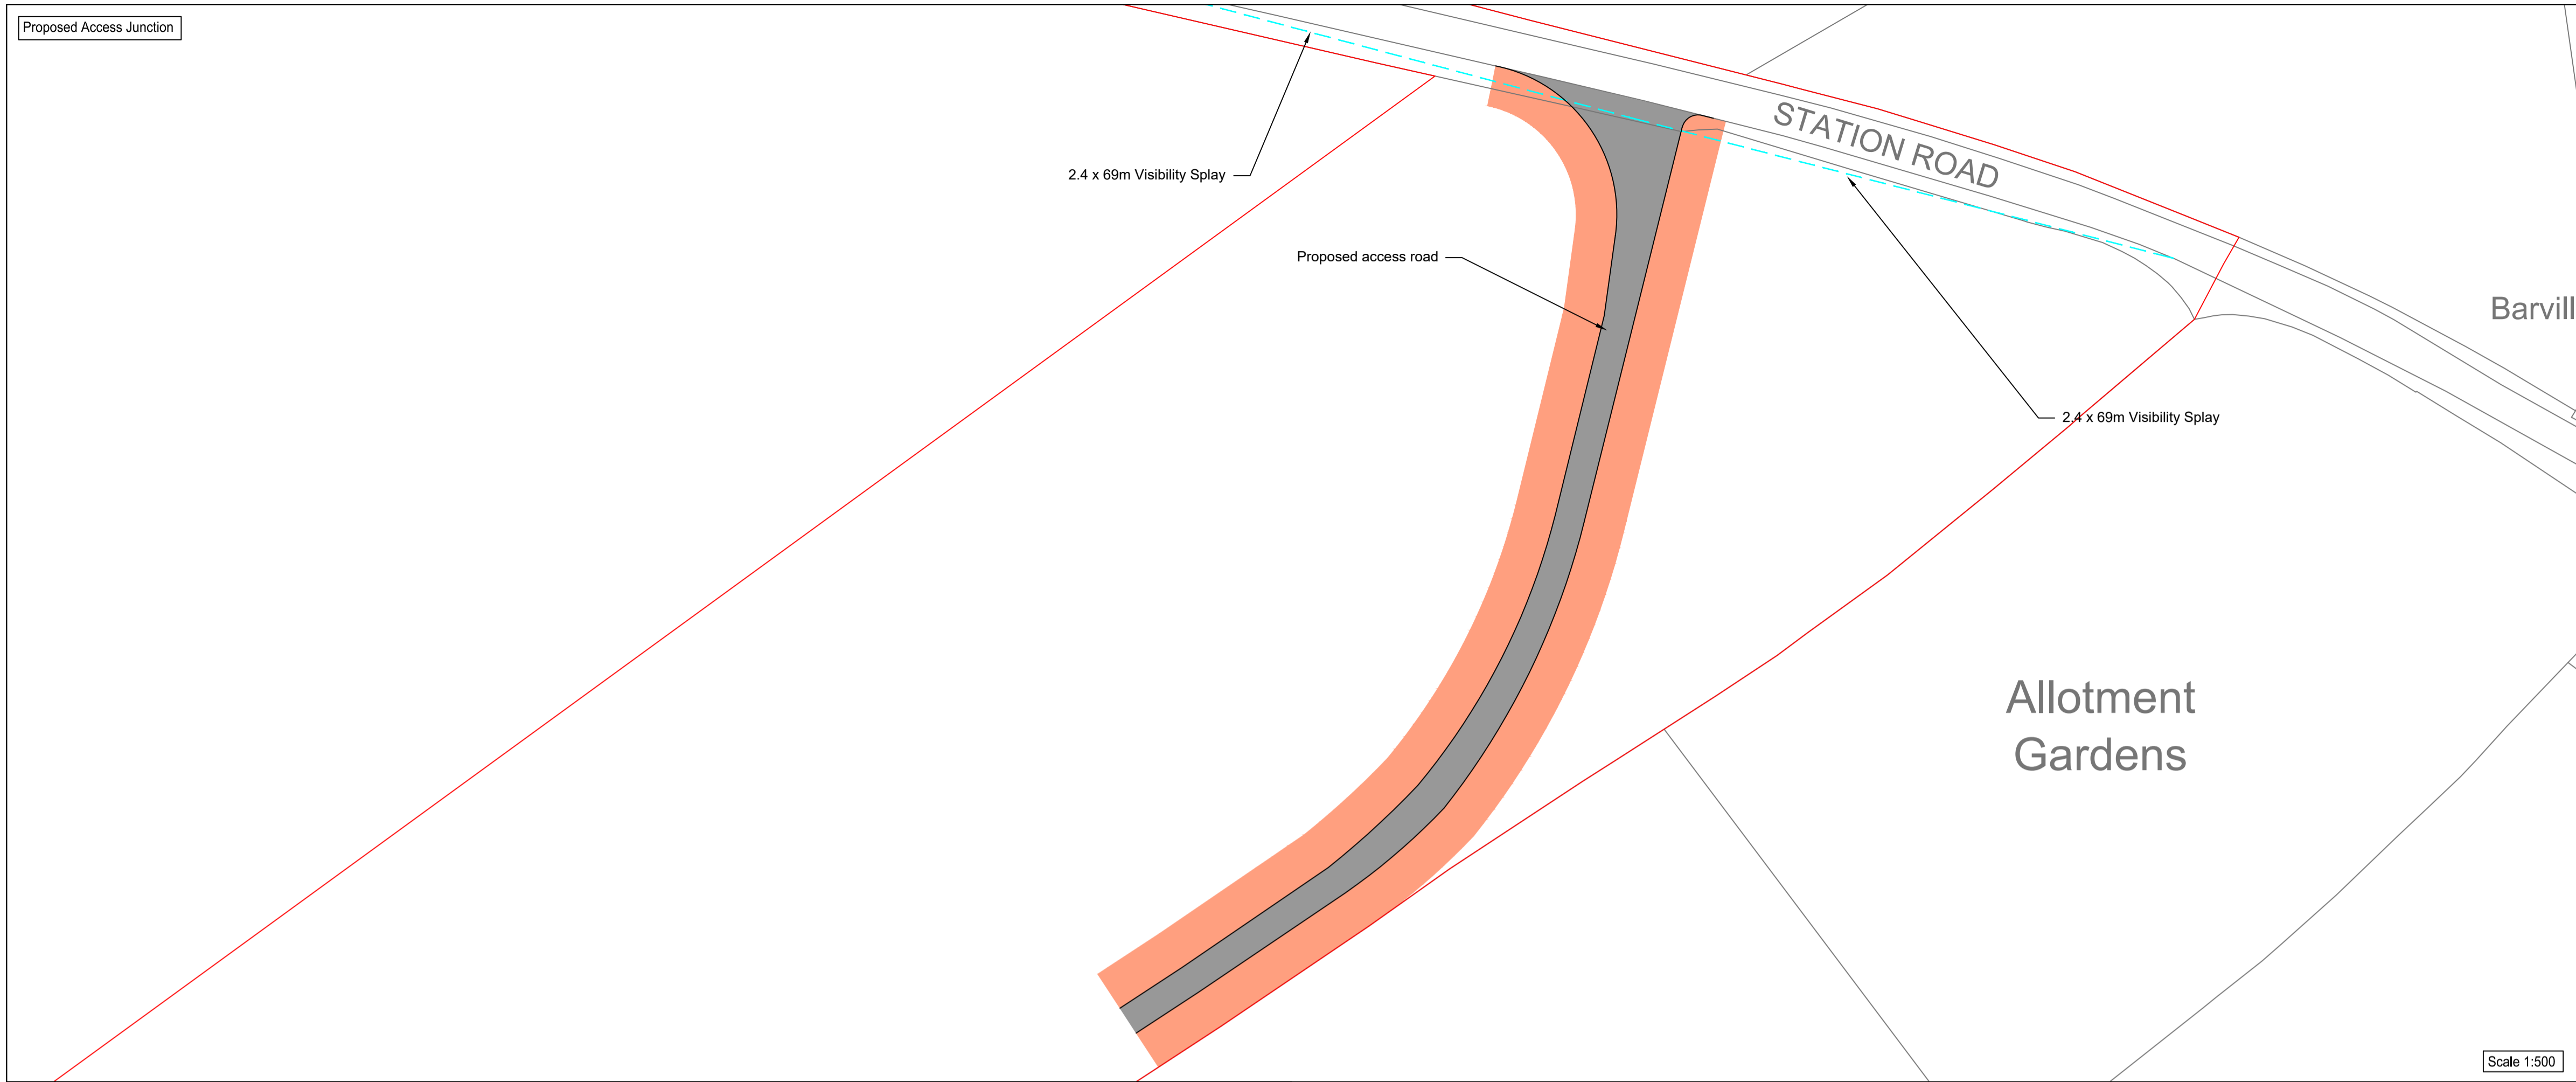 Proposed Access Junction
STATION ROAD
2.4 x 69m Visibility Splay
Proposed access road
Barvill
2.4 x 69m Visibility Splay
Allotment
Gardens
Scale 1:500